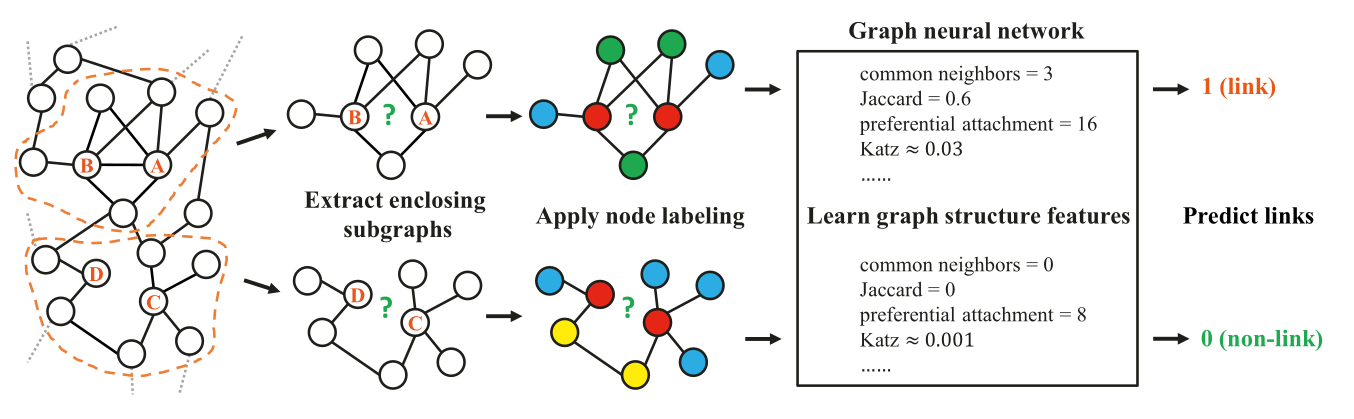 B
A
D
C
B
?
A
Extract enclosing
subgraphs
D
?
C
?
Apply node labeling
?
Graph neural network
common neighbors = 3
Jaccard = 0.6
preferential attachment = 16
Katz ≈ 0.03
......
Learn graph structure features
common neighbors = 0
Jaccard = 0
preferential attachment = 8
Katz ≈ 0.001
......
1 (link)
Predict links
0 (non-link)